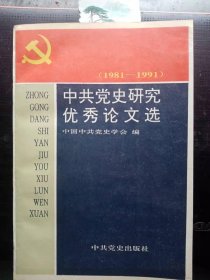 (1981—1991)
ZHONG
GONG
DANG
SHI
YAN
JIU
YOU
XIU
LUN
WEN
XUAN
中共党史研究
优秀论文选
中国中共党史学会 编
中共党史出版社